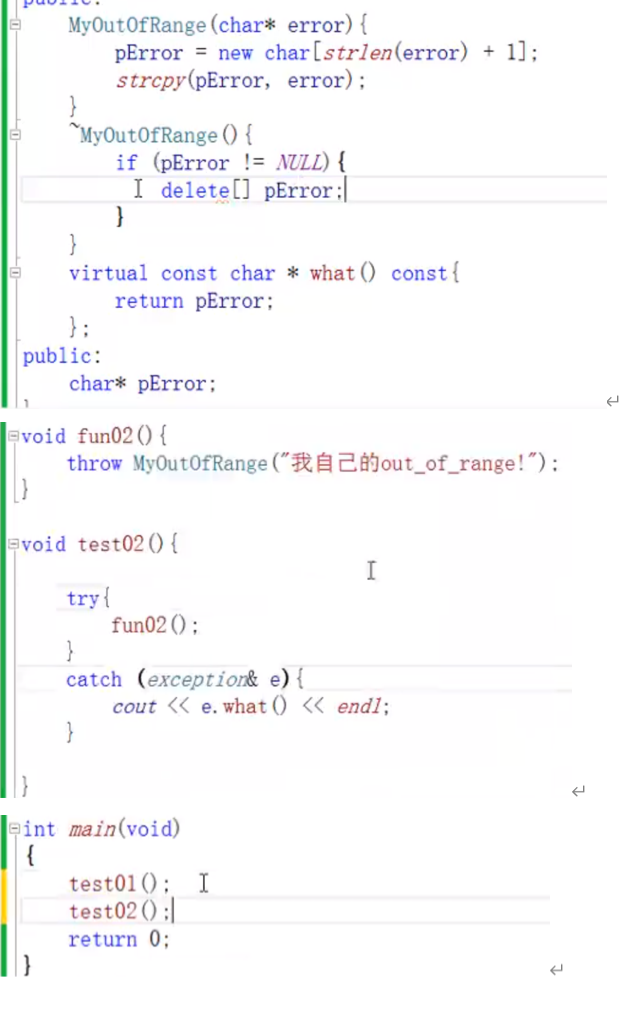 public:
MyOutOfRange(char* error){
pError = new char[strlen(error) + 1];
strcpy(pError, error);
}
~MyOutOfRange(){
if (pError != NULL){
delete[] pError;
}
}
virtual const char * what() const{
return pError;
};
public:
char* pError;
void fun02(){
throw MyOutOfRange("我自己的out_of_range!");
}
void test02(){
try{
fun02();
}
catch (exception& e){
cout << e.what() << endl;
}
}
int main(void)
{
test01();
test02();
return 0;
}